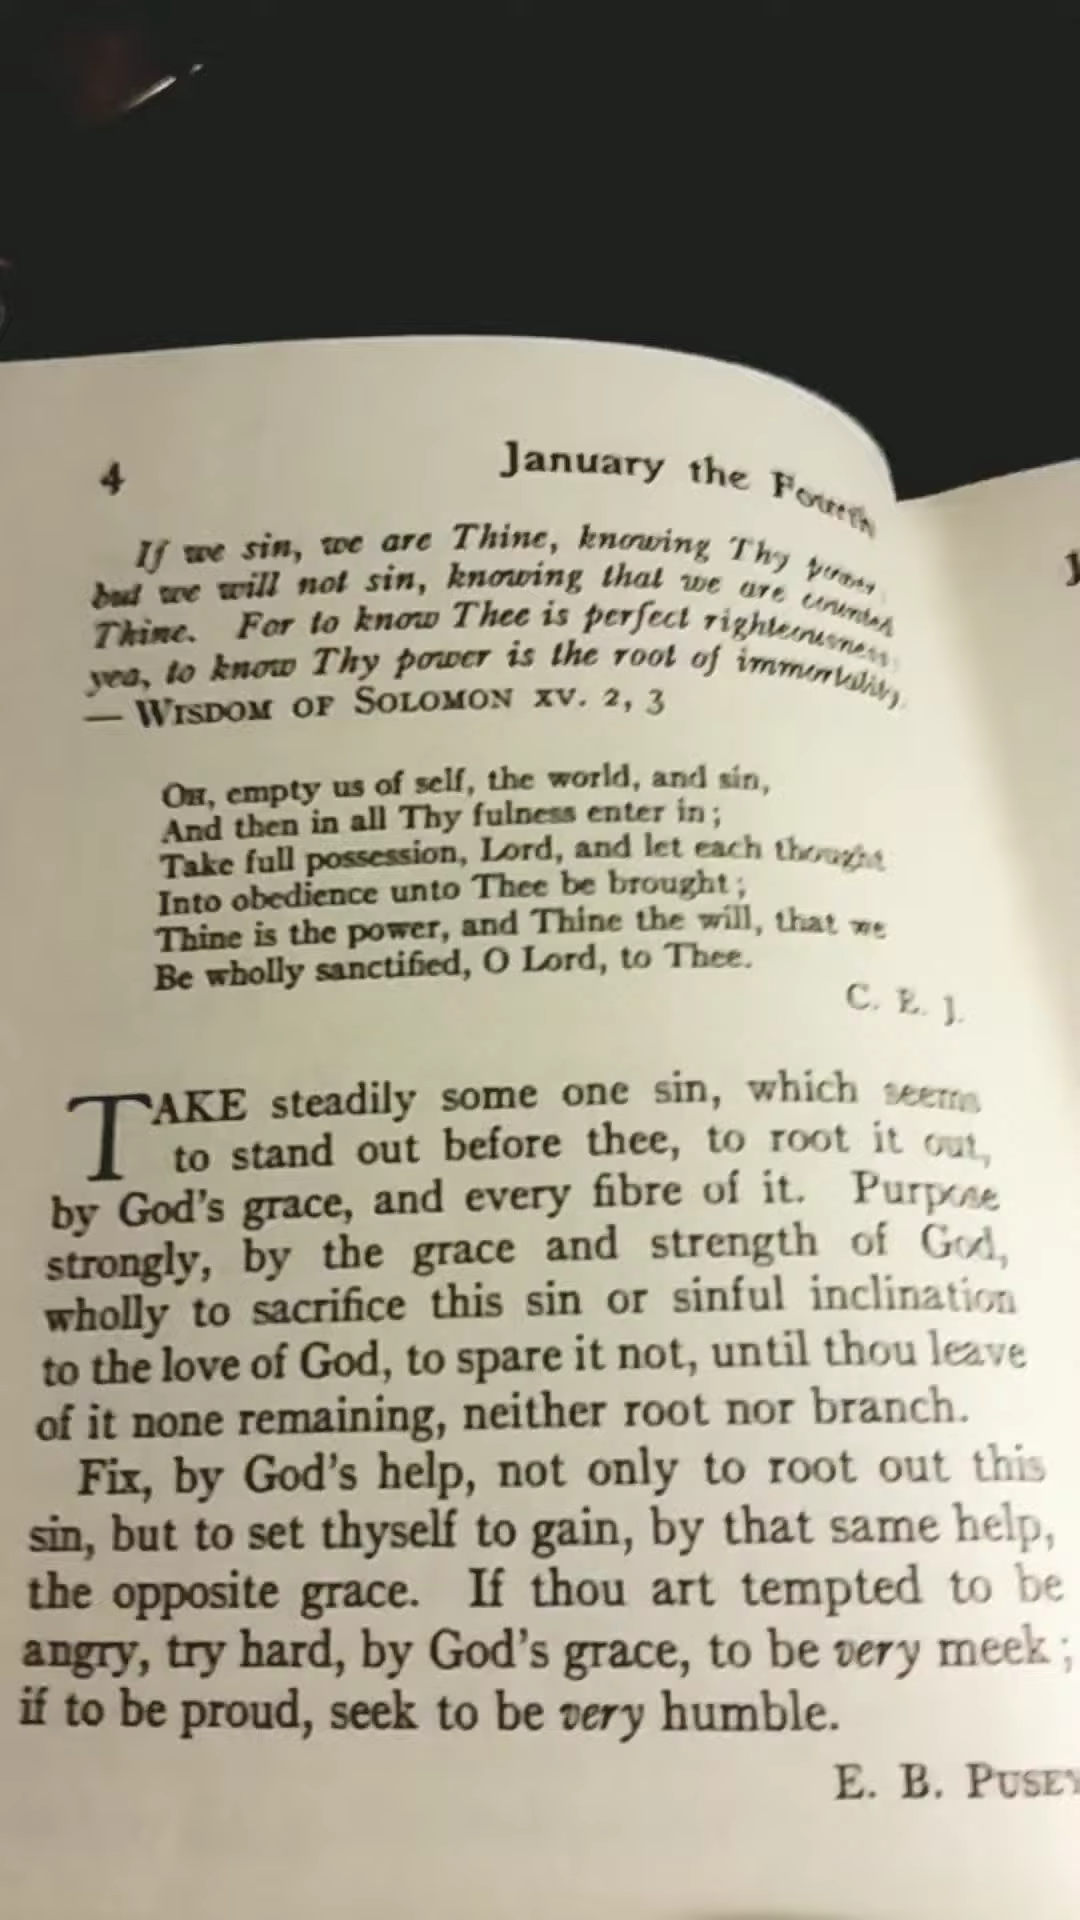 4 January the Fourth
If we sin, we are Thine, knowing Thy power,
but we will not sin, knowing that we are counted
Thine. For to know Thee is perfect righteousness;
yea, to know Thy power is the root of immortality.
— WISDOM OF SOLOMON XV. 2, 3
OH, empty us of self, the world, and sin,
And then in all Thy fulness enter in;
Take full possession, Lord, and let each thought
Into obedience unto Thee be brought;
Thine is the power, and Thine the will, that we
Be wholly sanctified, O Lord, to Thee.
C. E. J.
TAKE steadily some one sin, which seems
to stand out before thee, to root it out,
by God's grace, and every fibre of it. Purpose
strongly, by the grace and strength of God,
wholly to sacrifice this sin or sinful inclination
to the love of God, to spare it not, until thou leave
of it none remaining, neither root nor branch.
Fix, by God's help, not only to root out this
sin, but to set thyself to gain, by that same help,
the opposite grace. If thou art tempted to be
angry, try hard, by God's grace, to be very meek;
if to be proud, seek to be very humble.
E. B. PUSEY